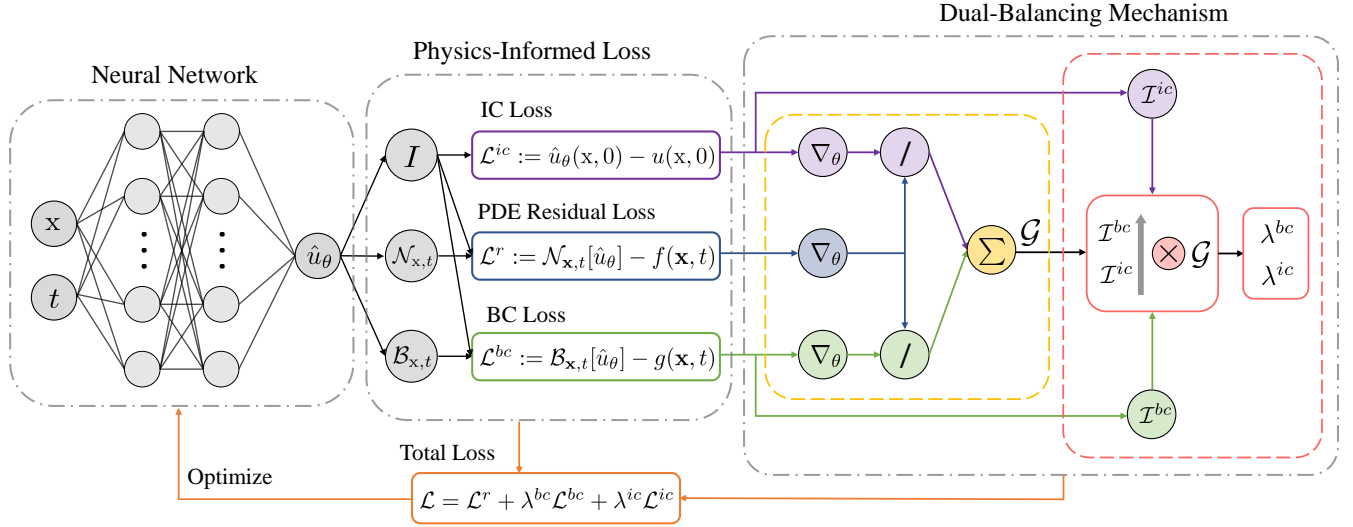 Dual-Balancing Mechanism
Physics-Informed Loss
Neural Network
x
t
û_θ
I
𝒩_{x,t}
ℬ_{x,t}
IC Loss
ℒ^{ic} := û_θ(x, 0) − u(x, 0)
PDE Residual Loss
ℒ^r := 𝒩_{𝐱,t}[û_θ] − f(𝐱, t)
BC Loss
ℒ^{bc} := ℬ_{𝐱,t}[û_θ] − g(𝐱, t)
∇_θ
/
∇_θ
∇_θ
/
∑
𝒢
ℐ^{ic}
ℐ^{bc}
ℐ^{ic}
⊗ 𝒢
λ^{bc}
λ^{ic}
ℐ^{bc}
Total Loss
ℒ = ℒ^r + λ^{bc}ℒ^{bc} + λ^{ic}ℒ^{ic}
Optimize